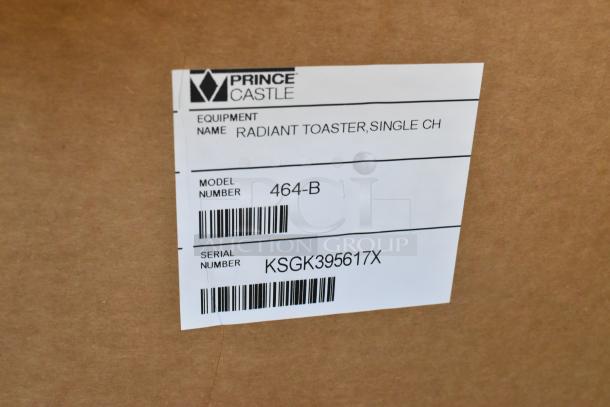 PRINCE
CASTLE
EQUIPMENT
NAME RADIANT TOASTER,SINGLE CH
MODEL
NUMBER 464-B
PCI
AUCTION GROUP
SERIAL
NUMBER KSGK395617X